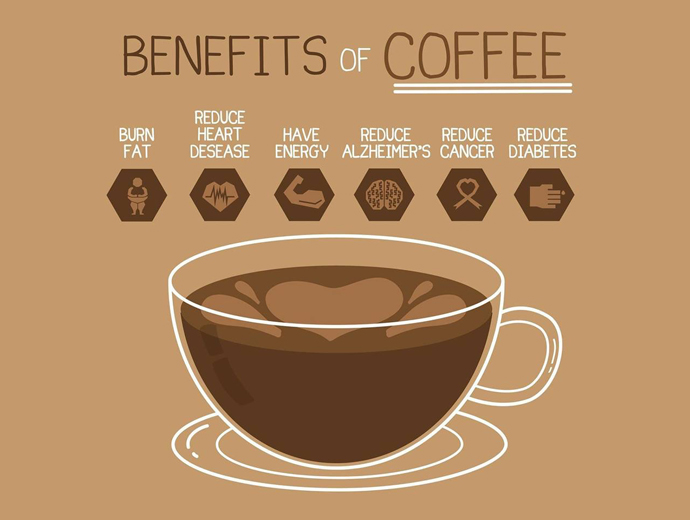 BENEFITS OF COFFEE
BURN
FAT
REDUCE
HEART
DESEASE
HAVE
ENERGY
REDUCE
ALZHEIMER'S
REDUCE
CANCER
REDUCE
DIABETES